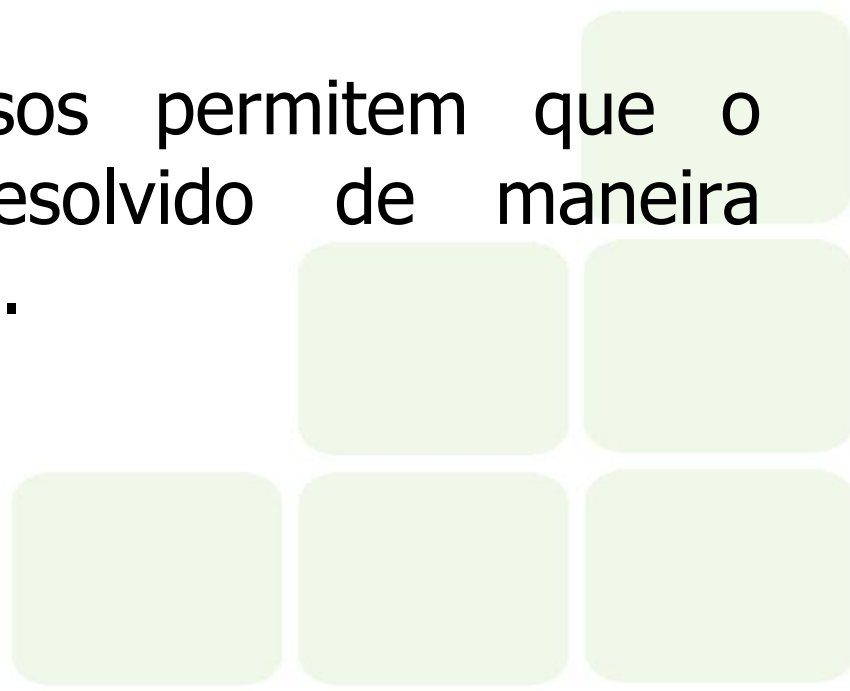 sos permitem que o
esolvido de maneira
.